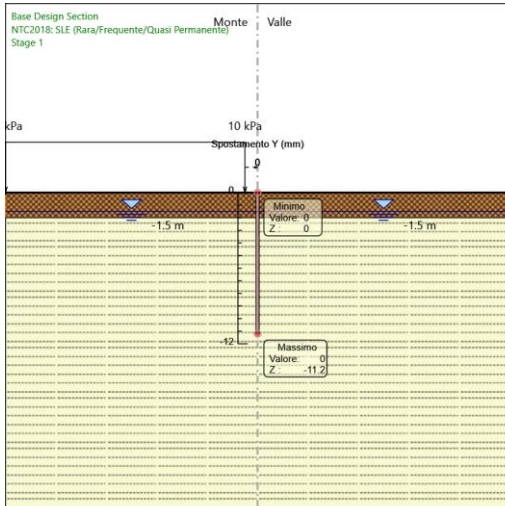 Base Design Section
NTC2018: SLE (Rara/Frequente/Quasi Permanente)
Stage 1
Monte
Valle
kPa
10 kPa
Spostamento Y (mm)
0
0
Minimo
Valore: 0
Z : 0
-1.5 m
-1.5 m
-12
Massimo
Valore: 0
Z : -11.2